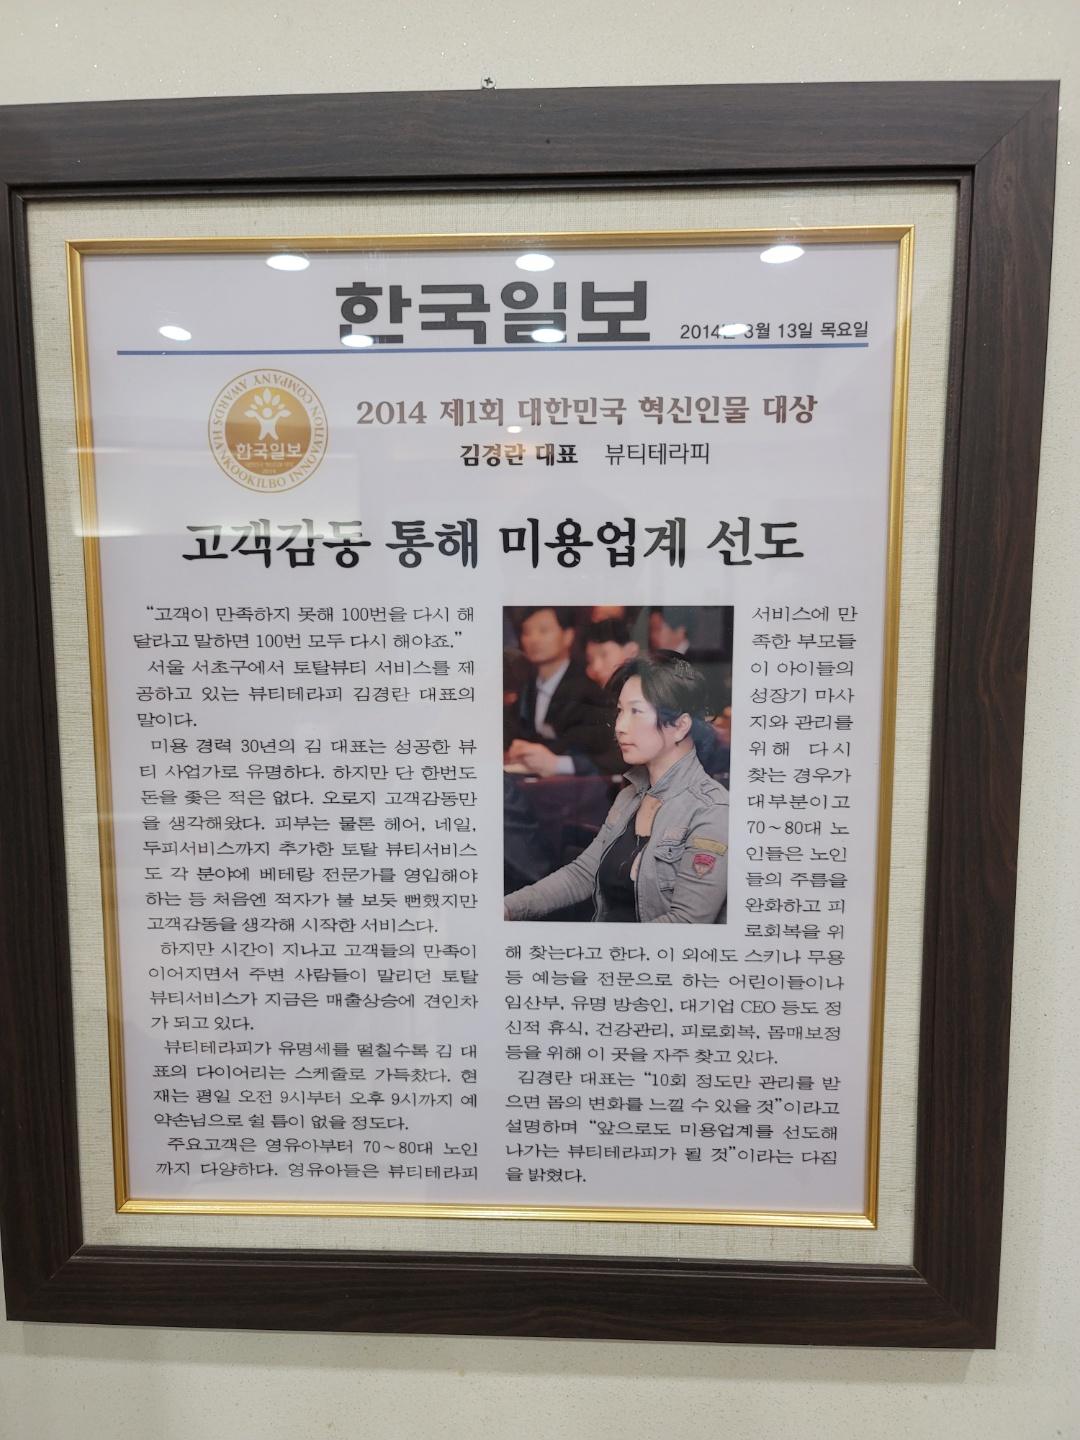 한국일보
2014년 3월 13일 목요일
HANKOOKILBO INNOVATION COMPANY AWARDS
한국일보
2014 제1회 대한민국 혁신인물 대상
김경란 대표 뷰티테라피
고객감동 통해 미용업계 선도
“고객이 만족하지 못해 100번을 다시 해
달라고 말하면 100번 모두 다시 해야죠.”
서울 서초구에서 토탈뷰티 서비스를 제
공하고 있는 뷰티테라피 김경란 대표의
말이다.
미용 경력 30년의 김 대표는 성공한 뷰
티 사업가로 유명하다. 하지만 단 한번도
돈을 좇은 적은 없다. 오로지 고객감동만
을 생각해왔다. 피부는 물론 헤어, 네일,
두피서비스까지 추가한 토탈 뷰티서비스
도 각 분야에 베테랑 전문가를 영입해야
하는 등 처음엔 적자가 불 보듯 뻔했지만
고객감동을 생각해 시작한 서비스다.
하지만 시간이 지나고 고객들의 만족이
이어지면서 주변 사람들이 말리던 토탈
뷰티서비스가 지금은 매출상승에 견인차
가 되고 있다.
뷰티테라피가 유명세를 떨칠수록 김 대
표의 다이어리는 스케줄로 가득찼다. 현
재는 평일 오전 9시부터 오후 9시까지 예
약손님으로 쉴 틈이 없을 정도다.
주요고객은 영유아부터 70~80대 노인
까지 다양하다. 영유아들은 뷰티테라피
서비스에 만
족한 부모들
이 아이들의
성장기 마사
지와 관리를
위해 다시
찾는 경우가
대부분이고
70~80대 노
인들은 노인
들의 주름을
완화하고 피
로회복을 위
해 찾는다고 한다. 이 외에도 스키나 무용
등 예능을 전문으로 하는 어린이들이나
임산부, 유명 방송인, 대기업 CEO 등도 정
신적 휴식, 건강관리, 피로회복, 몸매보정
등을 위해 이 곳을 자주 찾고 있다.
김경란 대표는 “10회 정도만 관리를 받
으면 몸의 변화를 느낄 수 있을 것”이라고
설명하며 “앞으로도 미용업계를 선도해
나가는 뷰티테라피가 될 것”이라는 다짐
을 밝혔다.